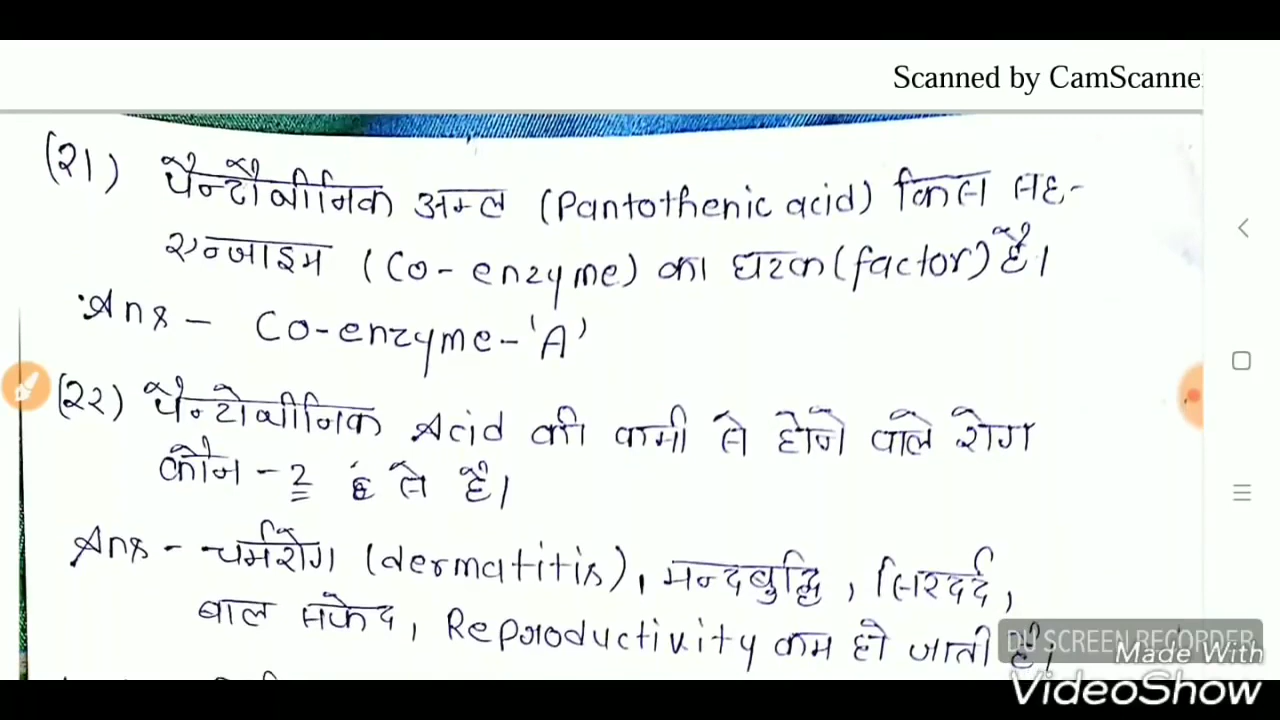 Scanned by CamScanne
(21) पैन्टौथीनिक अम्ल (Pantothenic acid) किस सह-
एन्जाइम (Co-enzyme) का घटक (factor) है।
Ans - Co-enzyme-'A'
(22) पैन्टोथीनिक Acid की कमी से होने वाले रोग
कौन-2 से है।
Ans - चर्मरोग (dermatitis), मन्दबुद्धि, सिरदर्द,
बाल सफेद, Reproductivity कम हो जाती है।
DU SCREEN RECORDER
Made With
VideoShow